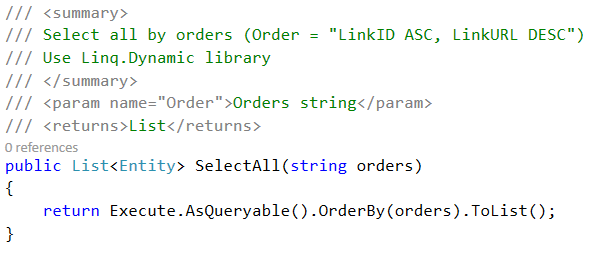 /// <summary>
/// Select all by orders (Order = "LinkID ASC, LinkURL DESC")
/// Use Linq.Dynamic library
/// </summary>
/// <param name="Order">Orders string</param>
/// <returns>List</returns>
0 references
public List<Entity> SelectAll(string orders)
{
    return Execute.AsQueryable().OrderBy(orders).ToList();
}